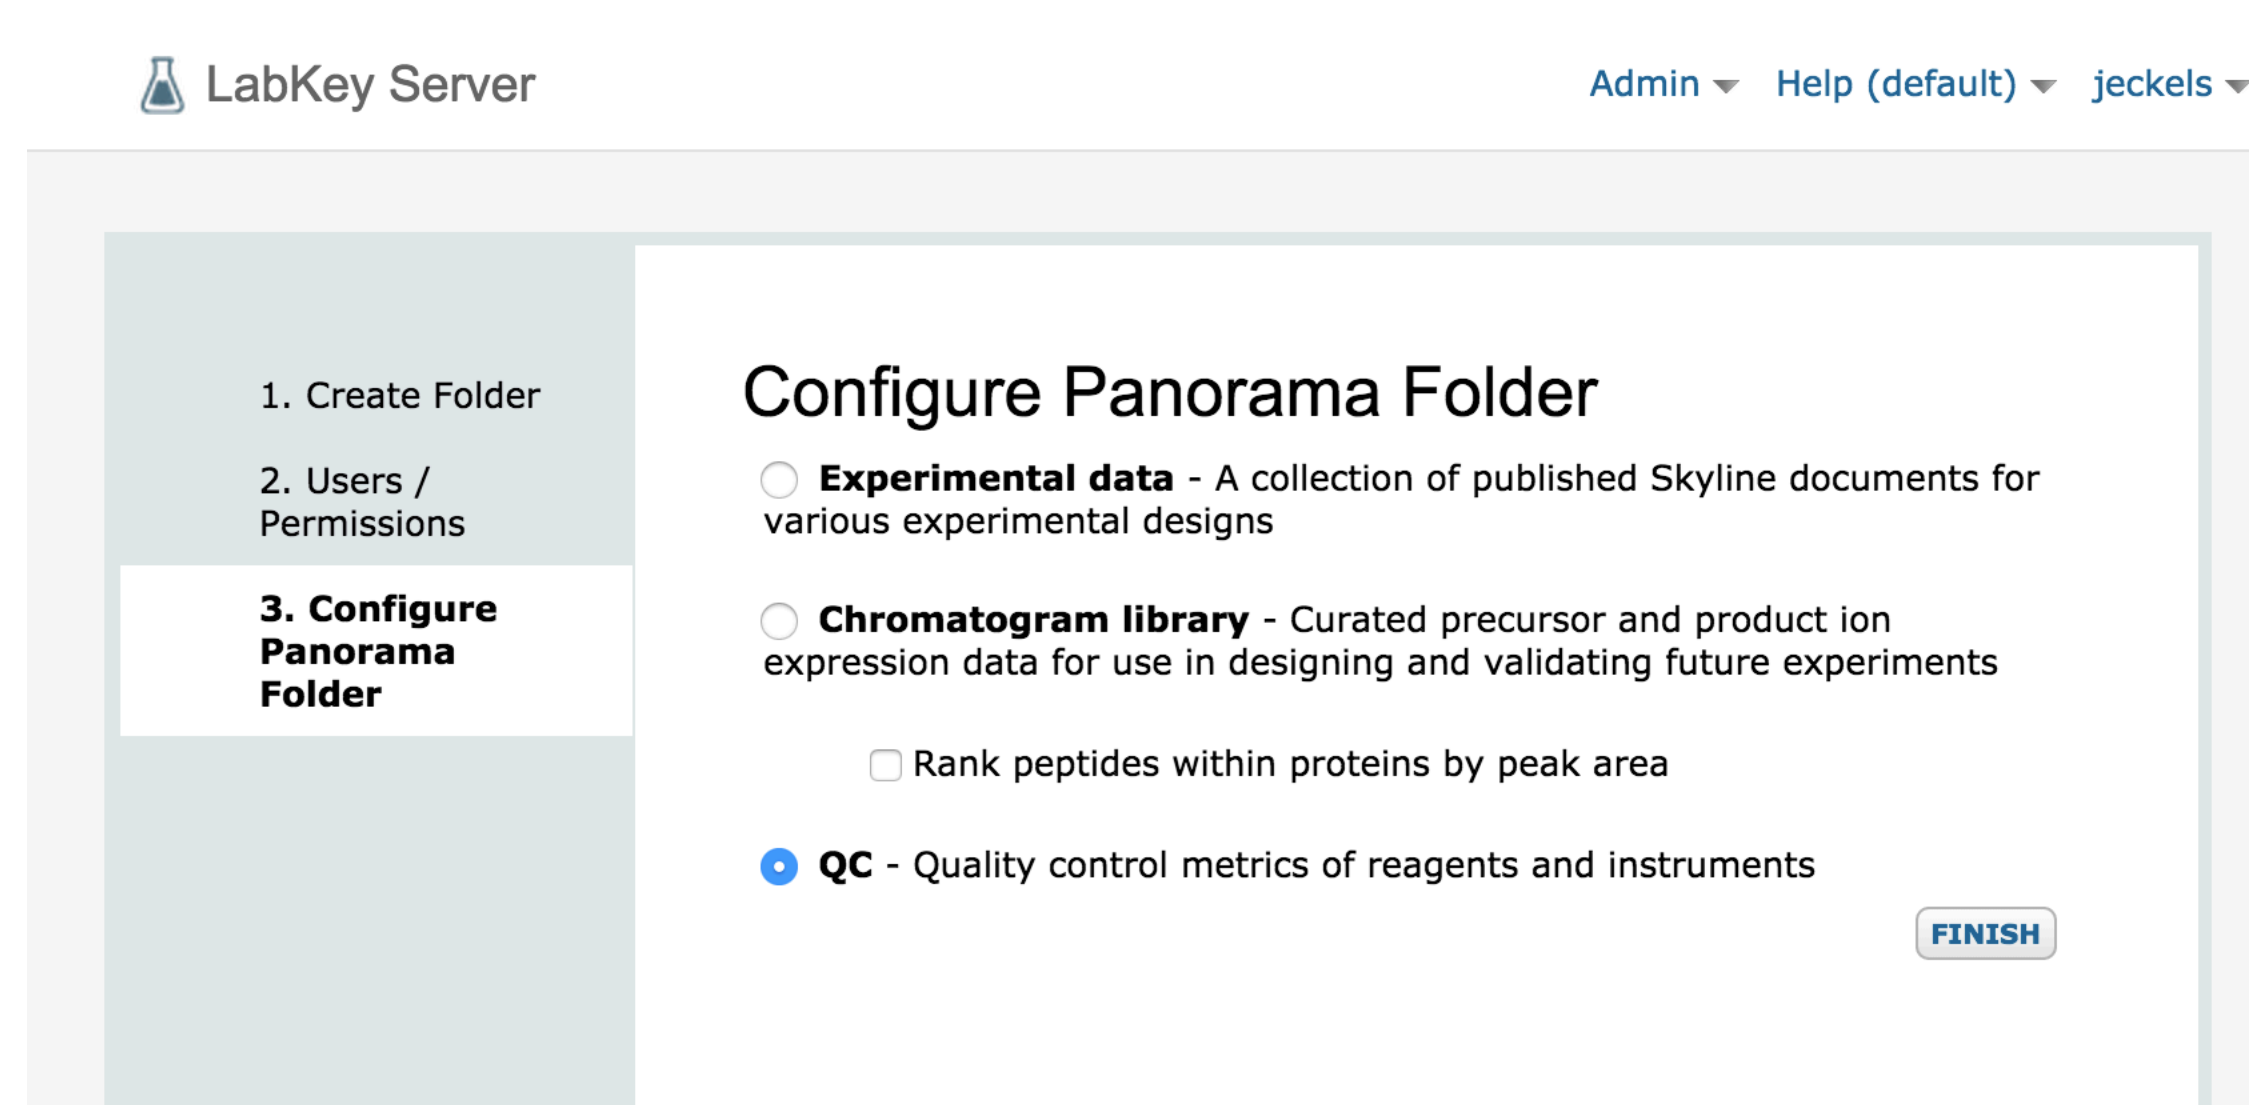 LabKey Server
Admin Help (default) jeckels
1. Create Folder
2. Users /
Permissions
3. Configure
Panorama
Folder
Configure Panorama Folder
Experimental data - A collection of published Skyline documents for
various experimental designs
Chromatogram library - Curated precursor and product ion
expression data for use in designing and validating future experiments
Rank peptides within proteins by peak area
QC - Quality control metrics of reagents and instruments
FINISH